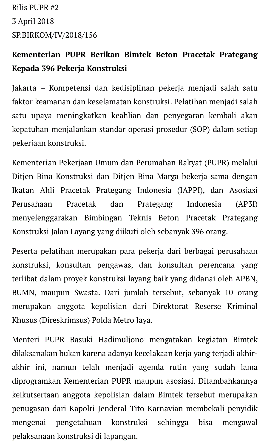 Rilis PUPR #2
3 April 2018
SP.BIRKOM/IV/2018/156
Kementerian PUPR Berikan Bimtek Beton Pracetak Prategang
Kepada 396 Pekerja Konstruksi
Jakarta – Kompetensi dan kedisiplinan pekerja menjadi salah satu
faktor keamanan dan keselamatan konstruksi. Pelatihan menjadi salah
satu upaya meningkatkan keahlian dan penyegaran kembali akan
kepatuhan menjalankan standar operasi prosedur (SOP) dalam setiap
pekerjaan konstruksi.
Kementerian Pekerjaan Umum dan Perumahan Rakyat (PUPR) melalui
Ditjen Bina Konstruksi dan Ditjen Bina Marga bekerja sama dengan
Ikatan Ahli Pracetak Prategang Indonesia (IAPPI), dan Asosiasi
Perusahaan Pracetak dan Prategang Indonesia (AP3I)
menyelenggarakan Bimbingan Teknis Beton Pracetak Prategang
Konstruksi Jalan Layang yang diikuti oleh sebanyak 396 orang.
Peserta pelatihan merupakan para pekerja dari berbagai perusahaan
konstruksi, konsultan pengawas, dan konsultan perencana yang
terlibat dalam proyek konstruksi layang baik yang didanai oleh APBN,
BUMN, maupun Swasta. Dari jumlah tersebut, sebanyak 10 orang
merupakan anggota kepolisian dari Direktorat Reserse Kriminal
Khusus (Direskrimsus) Polda Metro Jaya.
Menteri PUPR Basuki Hadimuljono mengatakan kegiatan Bimtek
dilaksanakan bukan karena adanya kecelakaan kerja yang terjadi akhir-
akhir ini, namun telah menjadi agenda rutin yang sudah lama
diprogramkan Kementerian PUPR maupun asosiasi. Ditambahkannya
keikutsertaan anggota kepolisian dalam Bimtek tersebut merupakan
penugasan dari Kapolri Jenderal Tito Karnavian membekali penyidik
mengenai pengetahuan konstruksi sehingga bisa mengawal
pelaksanaan konstruksi di lapangan.